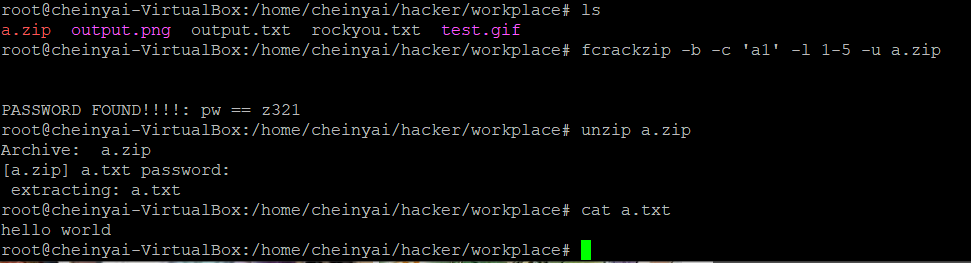 root@cheinyai-VirtualBox:/home/cheinyai/hacker/workplace# ls
a.zip  output.png  output.txt  rockyou.txt  test.gif
root@cheinyai-VirtualBox:/home/cheinyai/hacker/workplace# fcrackzip -b -c 'a1' -l 1-5 -u a.zip
PASSWORD FOUND!!!!: pw == z321
root@cheinyai-VirtualBox:/home/cheinyai/hacker/workplace# unzip a.zip
Archive:  a.zip
[a.zip] a.txt password:
 extracting: a.txt
root@cheinyai-VirtualBox:/home/cheinyai/hacker/workplace# cat a.txt
hello world
root@cheinyai-VirtualBox:/home/cheinyai/hacker/workplace#